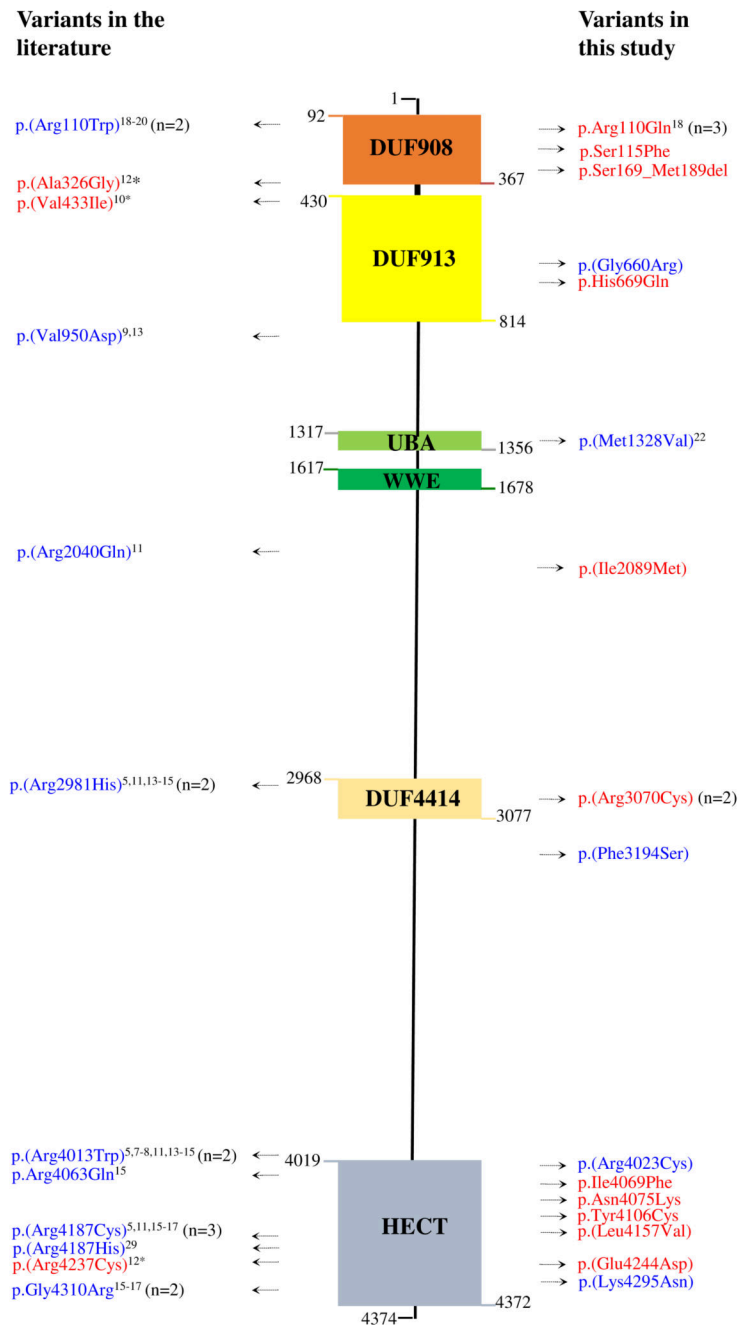 Variants in the
literature
Variants in
this study
1
92
p.(Arg110Trp)18-20 (n=2)
p.Arg110Gln18 (n=3)
DUF908
p.Ser115Phe
p.Ser169_Met189del
p.(Ala326Gly)12*
367
p.(Val433Ile)10*
430
DUF913
p.(Gly660Arg)
p.His669Gln
814
p.(Val950Asp)9,13
1317
UBA
1356
p.(Met1328Val)22
1617
WWE
1678
p.(Arg2040Gln)11
p.(Ile2089Met)
2968
p.(Arg2981His)5,11,13-15 (n=2)
DUF4414
p.(Arg3070Cys) (n=2)
3077
p.(Phe3194Ser)
p.(Arg4013Trp)5,7-8,11,13-15 (n=2)
4019
p.(Arg4023Cys)
p.Arg4063Gln15
p.Ile4069Phe
p.Asn4075Lys
p.Tyr4106Cys
HECT
p.(Arg4187Cys)5,11,15-17 (n=3)
p.(Leu4157Val)
p.(Arg4187His)29
p.(Arg4237Cys)12*
p.(Glu4244Asp)
p.Gly4310Arg15-17 (n=2)
p.(Lys4295Asn)
4372
4374